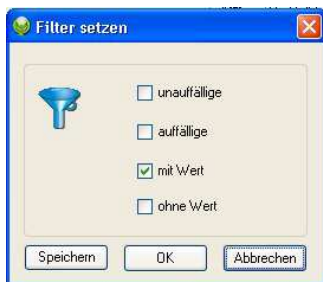 Filter setzen
unauffällige
auffällige
mit Wert
ohne Wert
Speichern OK Abbrechen